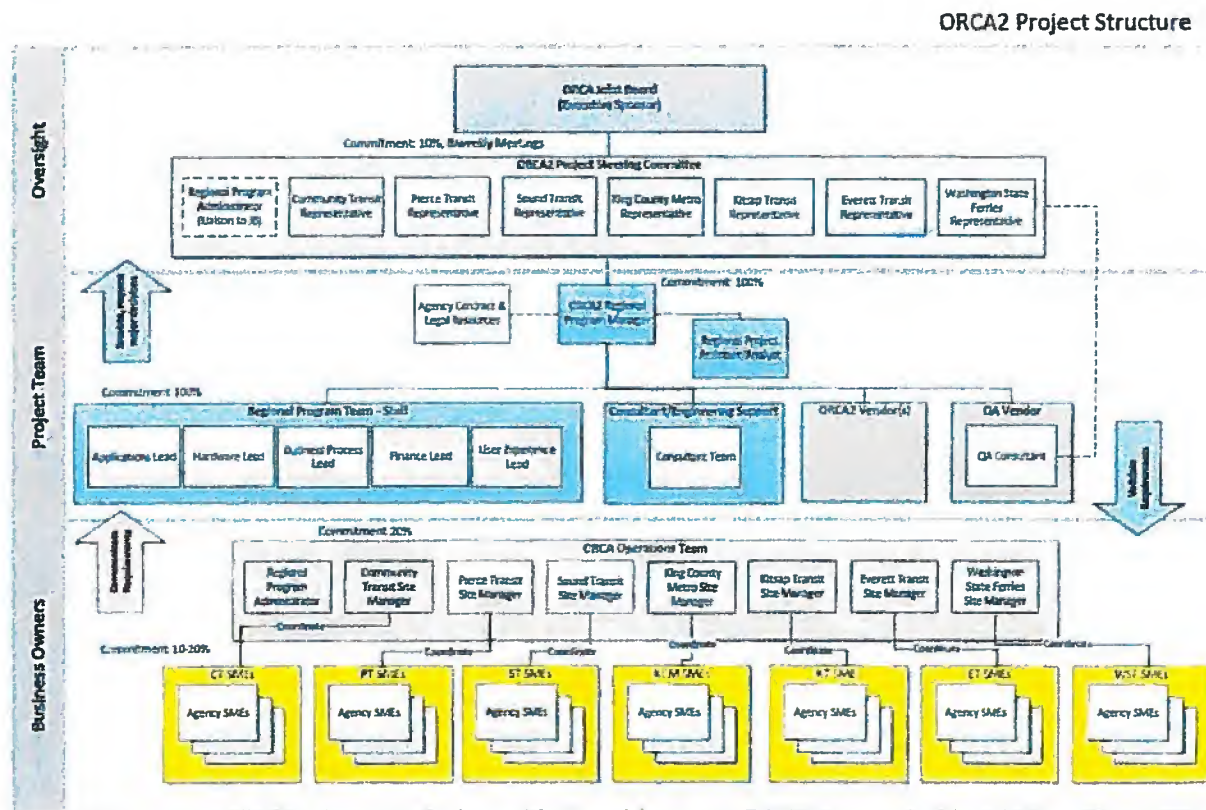 ORCA2 Project Structure
Oversight
ORCA Joint Board
(Executive Sponsor)
Commitment: 10%, Biweekly Meetings
ORCA2 Project Steering Committee
Regional Program
Administrator
(Liaison to JB)
Community Transit
Representative
Pierce Transit
Representative
Sound Transit
Representative
King County Metro
Representative
Kitsap Transit
Representative
Everett Transit
Representative
Washington State
Ferries
Representative
Project Team
major decisions
Commitment: 100%
Agency Contract &
Legal Resources
ORCA2 Regional
Program Manager
Regional Project
Assistant/Analyst
Commitment 100%
Regional Program Team - Staff
Applications Lead
Hardware Lead
Business Process
Lead
Finance Lead
User Experience
Lead
Consultant/Engineering Support
Consultant Team
ORCA2 Vendor(s)
QA Vendor
QA Consultant
Validate
Requirements
Business Owners
Requirements
Commitment 20%
ORCA Operations Team
Regional
Program
Administrator
Community
Transit Site
Manager
Pierce Transit
Site Manager
Sound Transit
Site Manager
King County
Metro Site
Manager
Kitsap Transit
Site Manager
Everett Transit
Site Manager
Washington
State Ferries
Site Manager
Coordinate
Coordinate
Coordinate
Coordinate
Coordinate
Coordinate
Coordinate
Commitment: 10-20%
CT SMEs
Agency SMEs
PT SMEs
Agency SMEs
ST SMEs
Agency SMEs
KCM SMEs
Agency SMEs
KT SME
Agency SMEs
ET SMEs
Agency SMEs
WSF SMEs
Agency SMEs